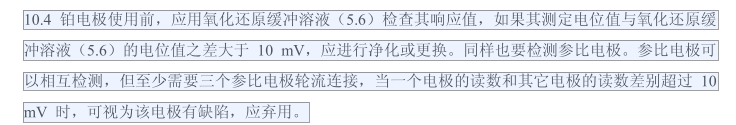 10.4 铂电极使用前，应用氧化还原缓冲溶液（5.6）检查其响应值，如果其测定电位值与氧化还原缓
冲溶液（5.6）的电位值之差大于 10 mV，应进行净化或更换。同样也要检测参比电极。参比电极可
以相互检测，但至少需要三个参比电极轮流连接，当一个电极的读数和其它电极的读数差别超过 10
mV 时，可视为该电极有缺陷，应弃用。